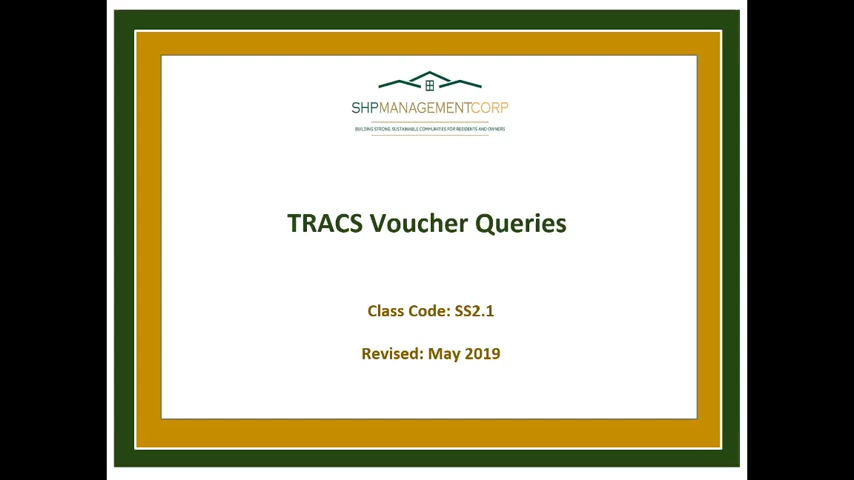 SHPMANAGEMENTCORP
BUILDING STRONG, SUSTAINABLE COMMUNITIES FOR RESIDENTS AND OWNERS
TRACS Voucher Queries
Class Code: SS2.1
Revised: May 2019